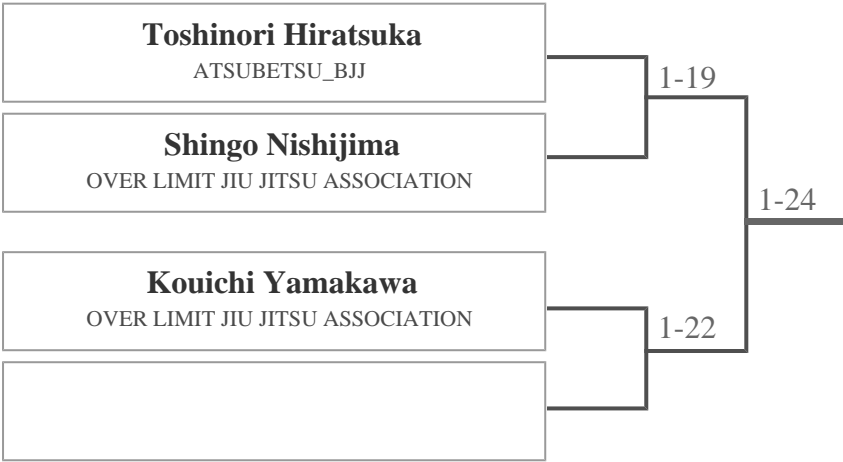 Toshinori Hiratsuka
ATSUBETSU_BJJ
1-19
Shingo Nishijima
OVER LIMIT JIU JITSU ASSOCIATION
1-24
Kouichi Yamakawa
OVER LIMIT JIU JITSU ASSOCIATION
1-22